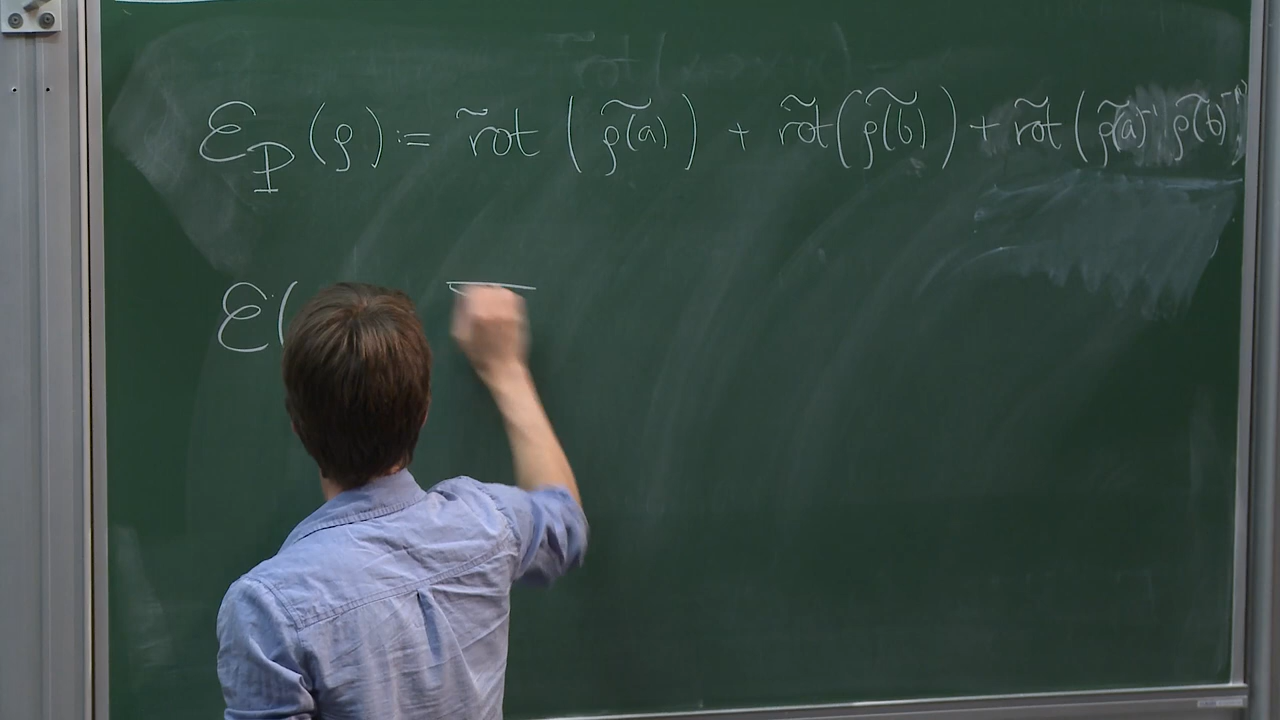 ℰ_P(ρ) := r̃ot(ρ̃(a)) + r̃ot(ρ̃(b)) + r̃ot(ρ̃(a)⁻¹ ρ̃(b)⁻¹)
ℰ(